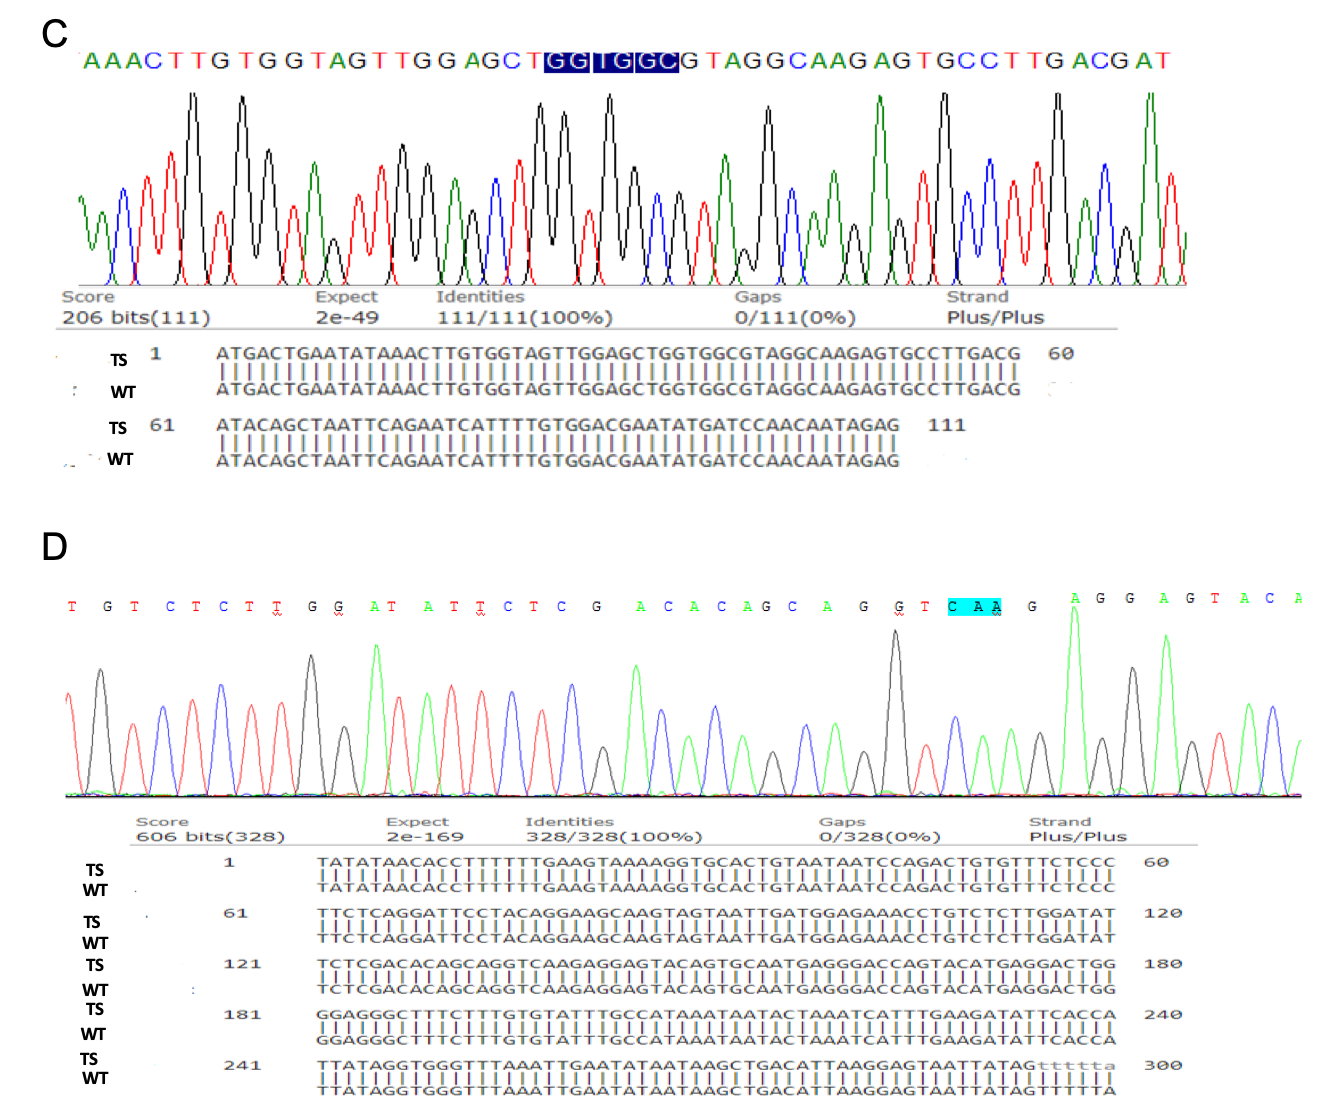 C
AAACTTGTGGTAGTTGGAGCTGGTGGCGTAGGCAAGAGTGCCTTGACGAT
Score Expect Identities Gaps Strand
206 bits(111) 2e-49 111/111(100%) 0/111(0%) Plus/Plus
TS 1 ATGACTGAATATAAACTTGTGGTAGTTGGAGCTGGTGGCGTAGGCAAGAGTGCCTTGACG 60
WT ATGACTGAATATAAACTTGTGGTAGTTGGAGCTGGTGGCGTAGGCAAGAGTGCCTTGACG
TS 61 ATACAGCTAATTCAGAATCATTTTGTGGACGAATATGATCCAACAATAGAG 111
WT ATACAGCTAATTCAGAATCATTTTGTGGACGAATATGATCCAACAATAGAG
D
T G T C T C T T G G A T A T T C T C G A C A C A G C A G G T C A A G A G G A G T A C A
Score Expect Identities Gaps Strand
606 bits(328) 2e-169 328/328(100%) 0/328(0%) Plus/Plus
TS 1 TATATAACACCTTTTTTGAAGTAAAAGGTGCACTGTAATAATCCAGACTGTGTTTCTCCC 60
WT TATATAACACCTTTTTTGAAGTAAAAGGTGCACTGTAATAATCCAGACTGTGTTTCTCCC
TS 61 TTCTCAGGATTCCTACAGGAAGCAAGTAGTAATTGATGGAGAAACCTGTCTCTTGGATAT 120
WT TTCTCAGGATTCCTACAGGAAGCAAGTAGTAATTGATGGAGAAACCTGTCTCTTGGATAT
TS 121 TCTCGACACAGCAGGTCAAGAGGAGTACAGTGCAATGAGGGACCAGTACATGAGGACTGG 180
WT TCTCGACACAGCAGGTCAAGAGGAGTACAGTGCAATGAGGGACCAGTACATGAGGACTGG
TS 181 GGAGGGCTTTCTTTGTGTATTTGCCATAAATAATACTAAATCATTTGAAGATATTCACCA 240
WT GGAGGGCTTTCTTTGTGTATTTGCCATAAATAATACTAAATCATTTGAAGATATTCACCA
TS 241 TTATAGGTGGGTTTAAATTGAATATAATAAGCTGACATTAAGGAGTAATTATAGttttta 300
WT TTATAGGTGGGTTTAAATTGAATATAATAAGCTGACATTAAGGAGTAATTATAGTTTTTA